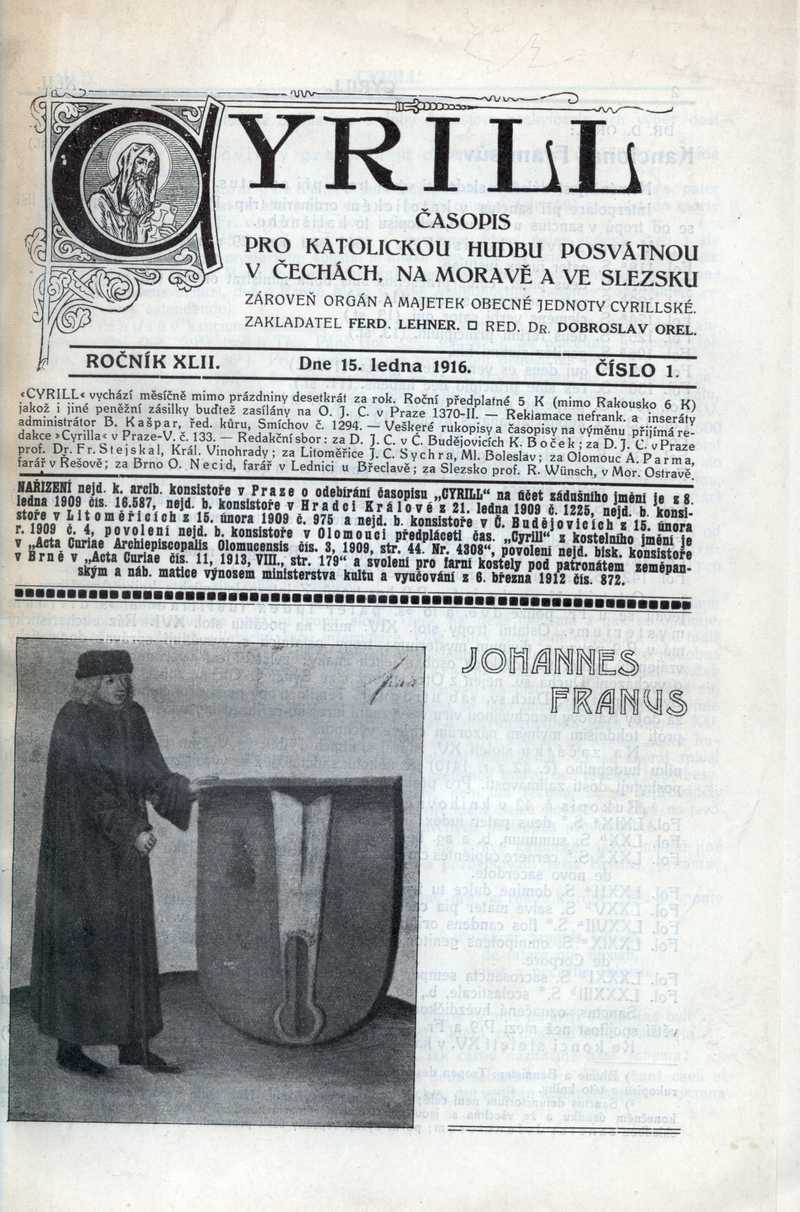 CYRILL
ČASOPIS
PRO KATOLICKOU HUDBU POSVÁTNOU
V ČECHÁCH, NA MORAVĚ A VE SLEZSKU
ZÁROVEŇ ORGÁN A MAJETEK OBECNÉ JEDNOTY CYRILLSKÉ.
ZAKLADATEL FERD. LEHNER. □ RED. DR. DOBROSLAV OREL.
ROČNÍK XLII. Dne 15. ledna 1916. ČÍSLO 1.
»CYRILL« vychází měsíčně mimo prázdniny desetkrát za rok. Roční předplatné 5 K (mimo Rakousko 6 K)
jakož i jiné peněžní zásilky buďtež zasílány na O. J. C. v Praze 1370-II. — Reklamace nefrank. a inseráty
administrátor B. Kašpar, řed. kůru, Smíchov č. 1294. — Veškeré rukopisy a časopisy na výměnu přijímá re-
dakce »Cyrilla« v Praze-V. č. 133. — Redakční sbor: za D. J. C. v Č. Budějovicích K. Boček; za D. J. C. v Praze
prof. Dr. Fr. Stejskal, Král. Vinohrady; za Litoměřice J. C. Sychra, Ml. Boleslav; za Olomouc A. Parma,
farář v Řešově; za Brno O. Necid, farář v Lednici u Břeclavě; za Slezsko prof. R. Wünsch, v Mor. Ostravě.
NAŘÍZENÍ nejd. k. arcib. konsistoře v Praze o odebírání časopisu „CYRILL“ na účet zádušního jmění je z 8.
ledna 1909 čís. 16.587, nejd. b. konsistoře v Hradci Králové z 21. ledna 1909 č. 1225, nejd. b. konsi-
stoře v Litoměřicích z 15. února 1909 č. 975 a nejd. b. konsistoře v Č. Budějovicích z 15. února
r. 1909 č. 4, povolení nejd. b. konsistoře v Olomouci předpláceti čas. „Cyrill“ z kostelního jmění je
v „Acta Curiae Archiepiscopalis Olomucensis čís. 3, 1909, str. 44. Nr. 4308“, povolení nejd. bisk. konsistoře
v Brně v „Acta Curiae čís. 11, 1913, VIII., str. 179“ a svolení pro farní kostely pod patronátem zeměpan-
ským a náb. matice výnosem ministerstva kultu a vyučování z 6. března 1912 čís. 872.
JOHANNES
FRANUS